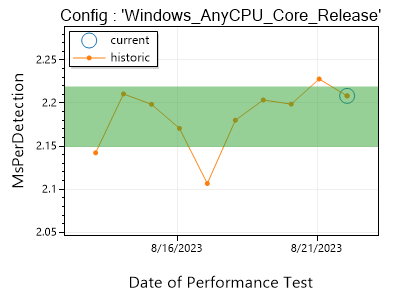 Config : 'Windows_AnyCPU_Core_Release'
current
historic
2.25
2.2
2.15
2.1
2.05
MsPerDetection
8/16/2023
8/21/2023
Date of Performance Test